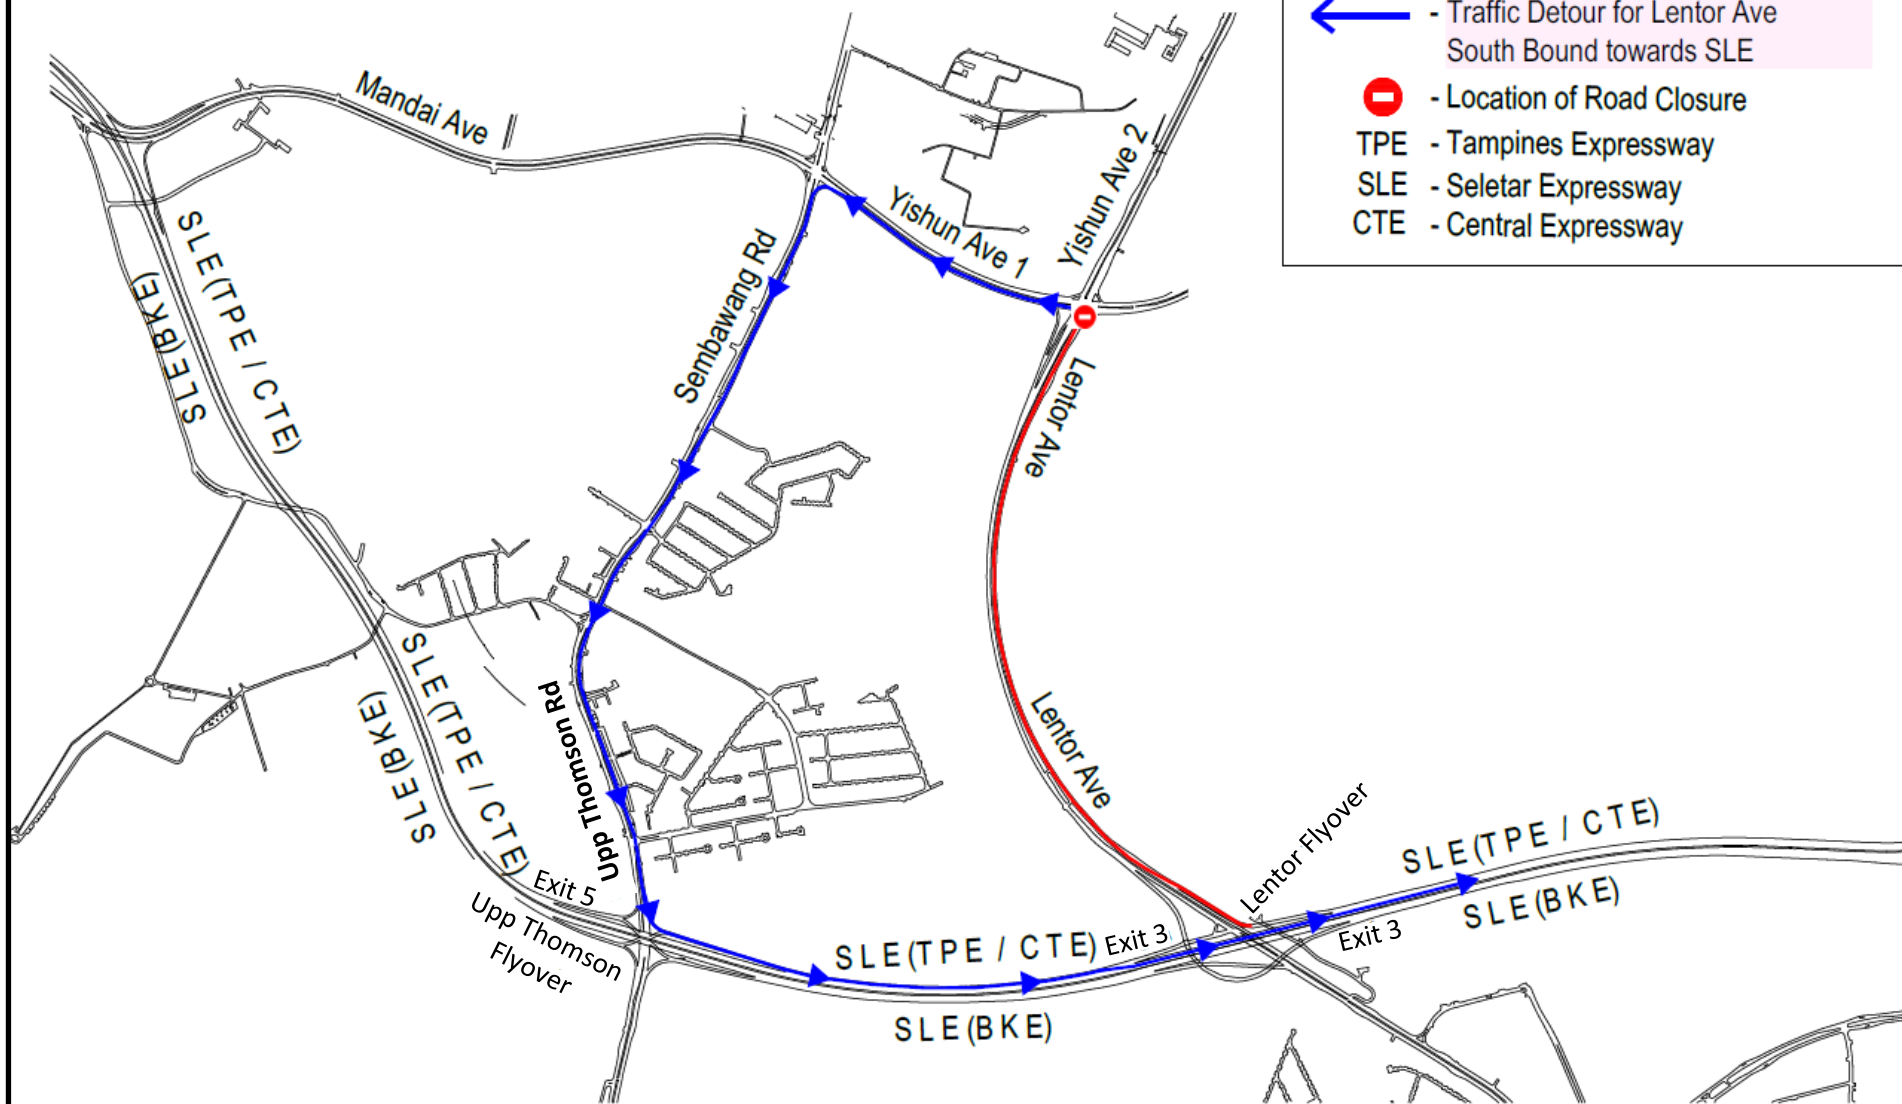 - Traffic Detour for Lentor Ave
South Bound towards SLE
- Location of Road Closure
TPE - Tampines Expressway
SLE - Seletar Expressway
CTE - Central Expressway
Mandai Ave
Yishun Ave 2
Yishun Ave 1
Sembawang Rd
SLE(TPE / CTE)
SLE(BKE)
Lentor Ave
SLE(TPE / CTE)
SLE(BKE)
Upp Thomson Rd
Lentor Ave
Lentor Flyover
Exit 5
Upp Thomson
Flyover
SLE(TPE / CTE)
Exit 3
SLE(BKE)
SLE(TPE / CTE)
SLE(BKE)
Exit 3